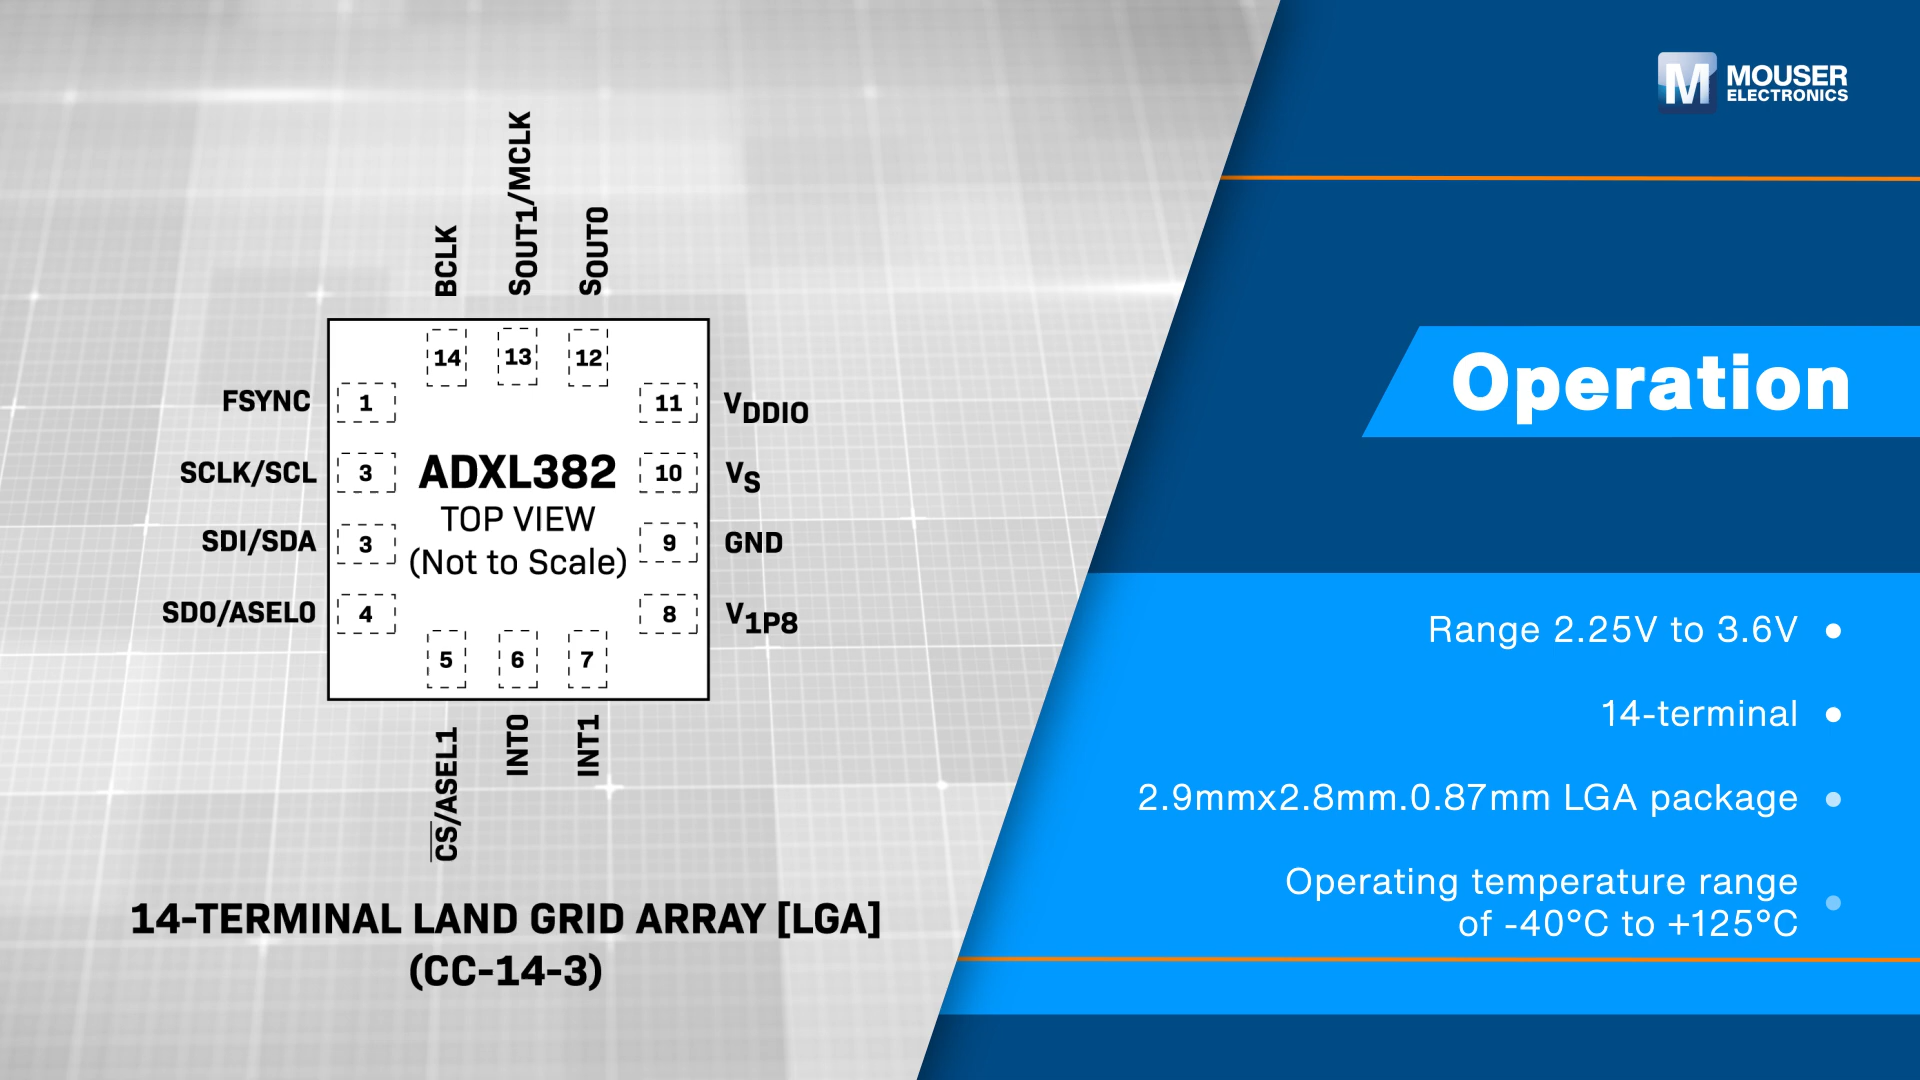 MOUSER
ELECTRONICS
BCLK
SOUT1/MCLK
SOUT0
14
13
12
FSYNC 1
11 VDDIO
SCLK/SCL 3
10 VS
SDI/SDA 3
9 GND
SDO/ASEL0 4
8 V1P8
ADXL382
TOP VIEW
(Not to Scale)
5
6
7
CS/ASEL1
INT0
INT1
14-TERMINAL LAND GRID ARRAY [LGA]
(CC-14-3)
Operation
Range 2.25V to 3.6V
14-terminal
2.9mmx2.8mm.0.87mm LGA package
Operating temperature range
of -40°C to +125°C